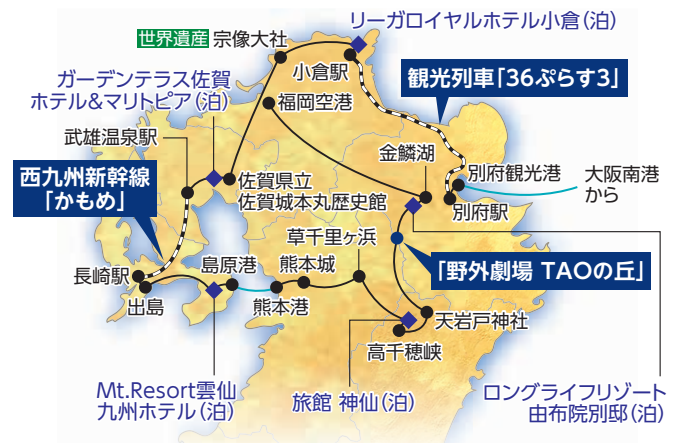 リーガロイヤルホテル小倉(泊)
世界遺産 宗像大社
小倉駅
ガーデンテラス佐賀
ホテル&マリトピア(泊)
福岡空港
観光列車「36ぷらす3」
武雄温泉駅
金鱗湖
別府観光港
大阪南港
から
西九州新幹線
「かもめ」
佐賀県立
佐賀城本丸歴史館
別府駅
草千里ヶ浜
長崎駅
島原港
熊本城
「野外劇場 TAOの丘」
出島
熊本港
天岩戸神社
高千穂峡
Mt.Resort雲仙
九州ホテル(泊)
旅館 神仙(泊)
ロングライフリゾート
由布院別邸(泊)